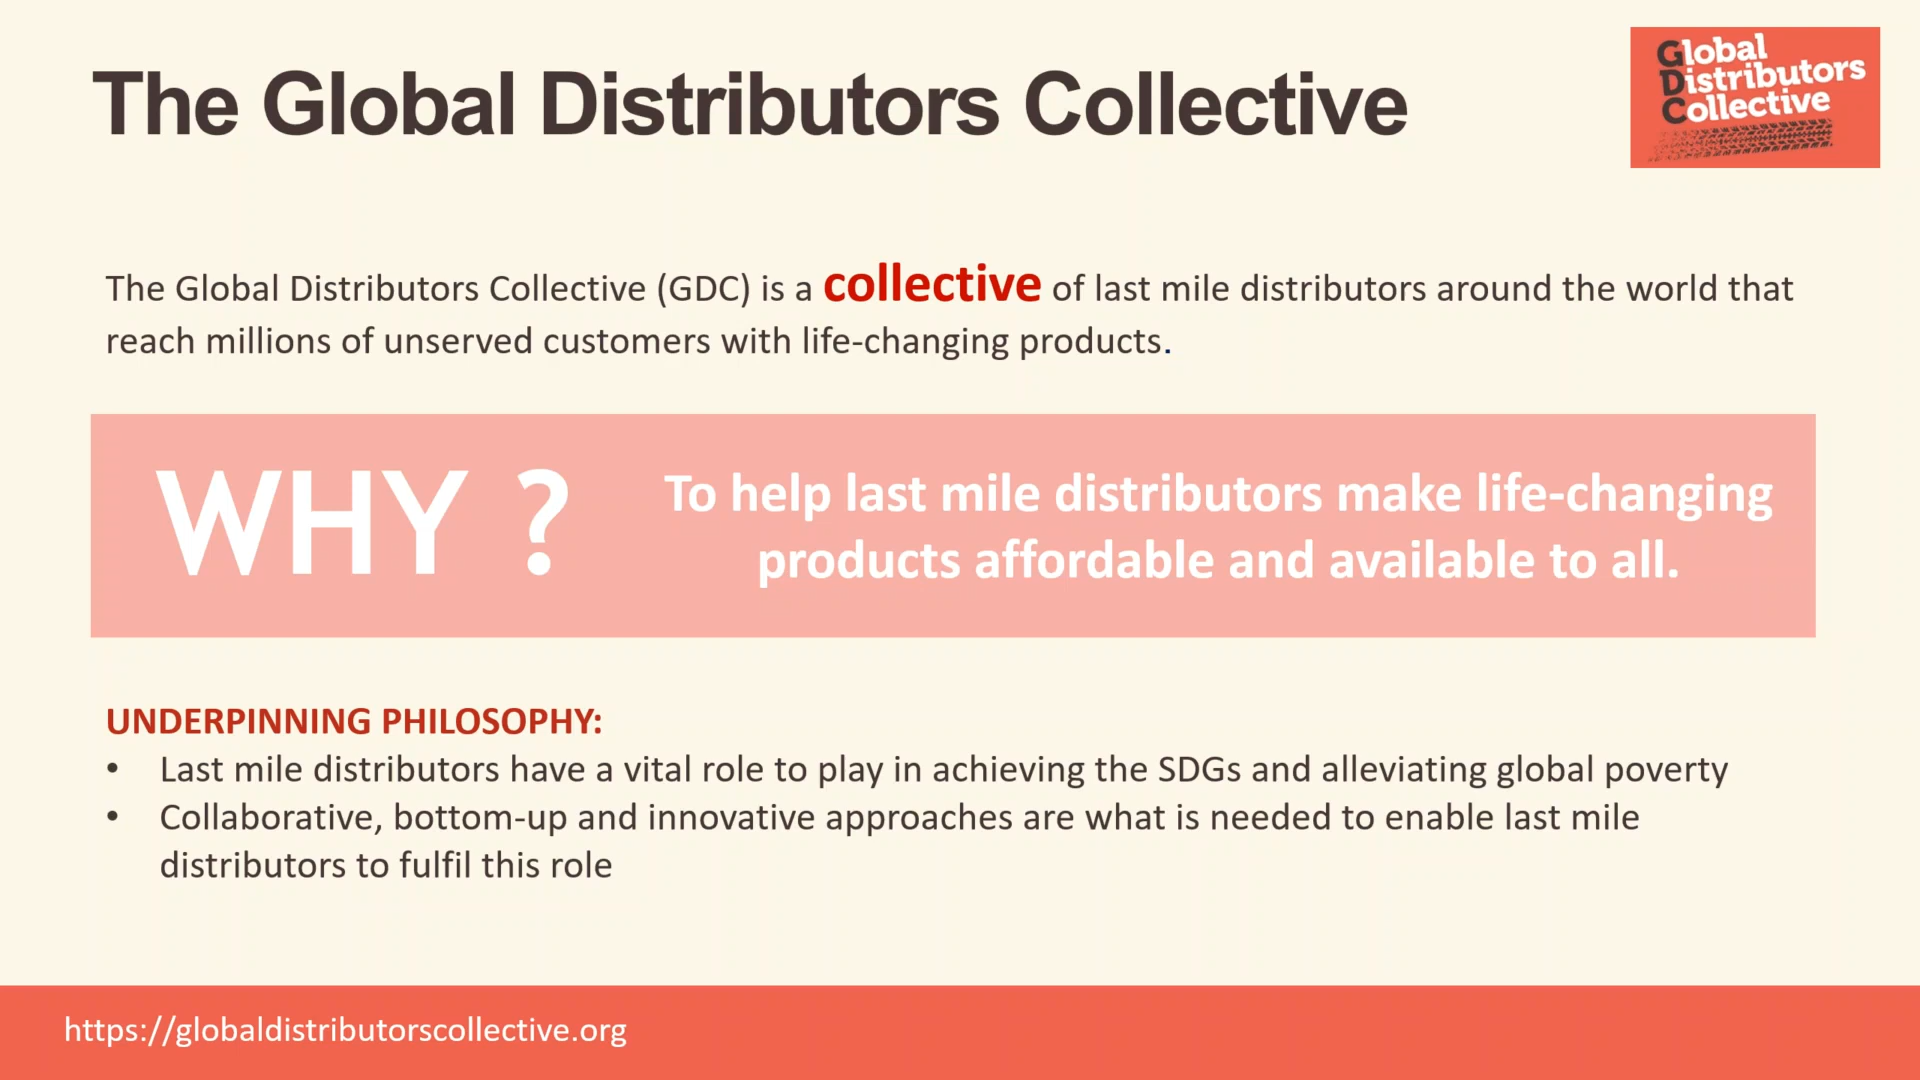 The Global Distributors Collective
Global
Distributors
Collective
The Global Distributors Collective (GDC) is a collective of last mile distributors around the world that
reach millions of unserved customers with life-changing products.
WHY ?
To help last mile distributors make life-changing
products affordable and available to all.
UNDERPINNING PHILOSOPHY:
• Last mile distributors have a vital role to play in achieving the SDGs and alleviating global poverty
• Collaborative, bottom-up and innovative approaches are what is needed to enable last mile
distributors to fulfil this role
https://globaldistributorscollective.org